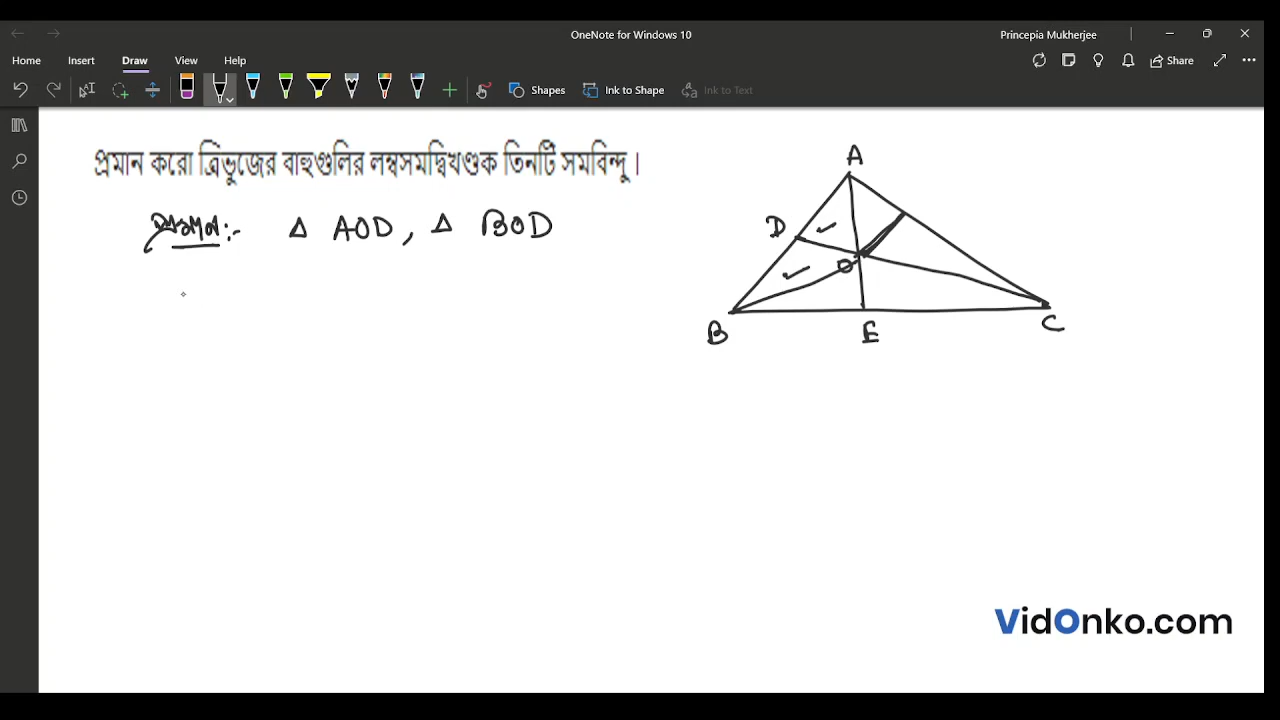 OneNote for Windows 10
Princepia Mukherjee
Home Insert Draw View Help
Share
Shapes Ink to Shape Ink to Text
প্রমান করো ত্রিভুজের বাহুগুলির লম্বসমদ্বিখণ্ডক তিনটি সমবিন্দু।
প্রমান:- Δ AOD, Δ BOD
A
D
O
B E C
VidOnko.com